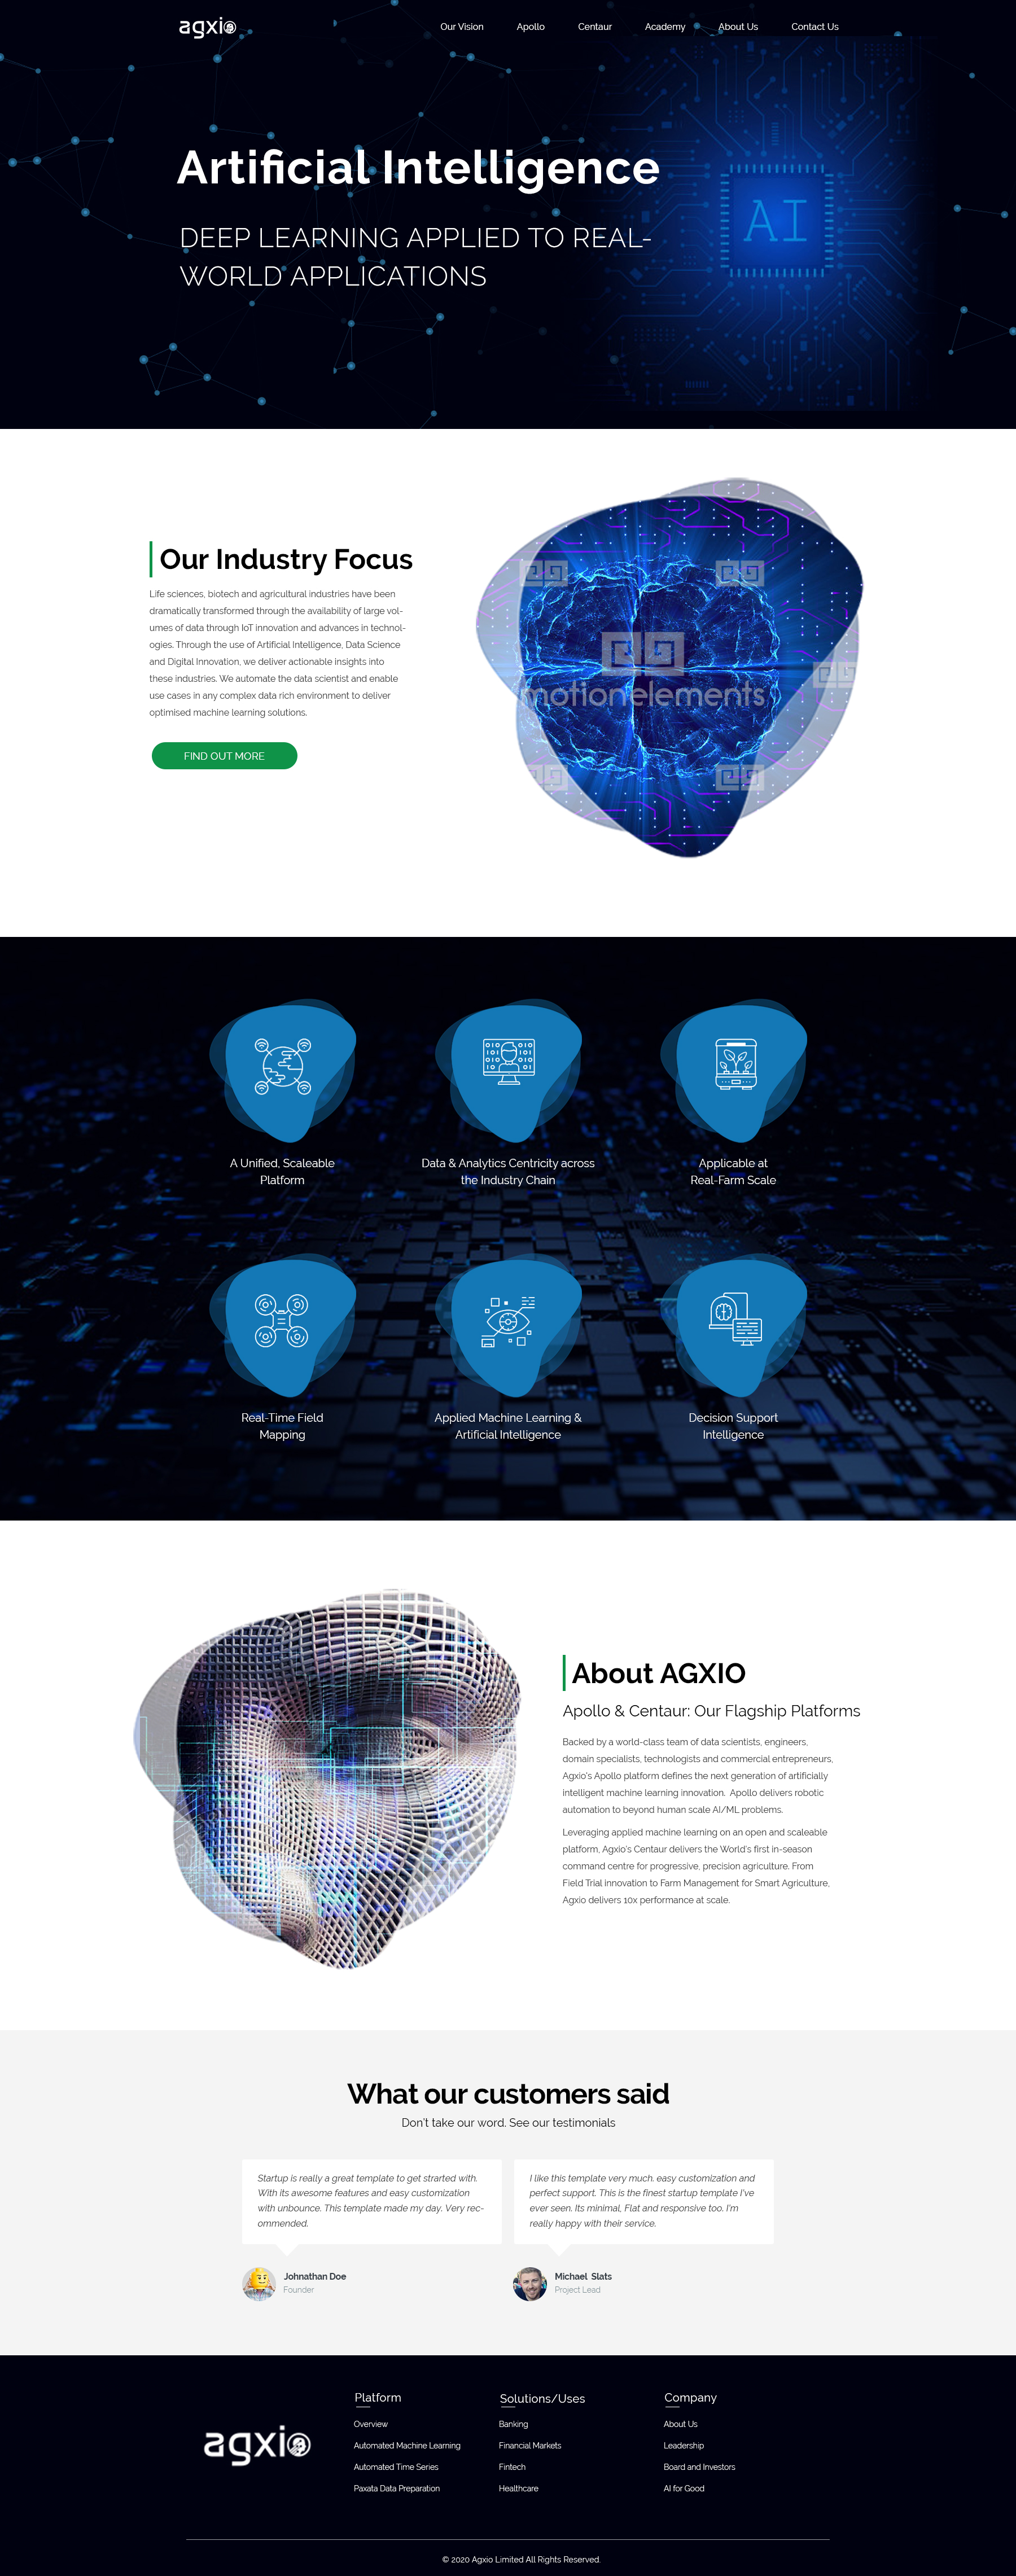 agxio
Our Vision Apollo Centaur Academy About Us Contact Us
Artificial Intelligence
DEEP LEARNING APPLIED TO REAL-
WORLD APPLICATIONS
AI
Our Industry Focus
Life sciences, biotech and agricultural industries have been
dramatically transformed through the availability of large vol-
umes of data through IoT innovation and advances in technol-
ogies. Through the use of Artificial Intelligence, Data Science
and Digital Innovation, we deliver actionable insights into
these industries. We automate the data scientist and enable
use cases in any complex data rich environment to deliver
optimised machine learning solutions.
FIND OUT MORE
motionelements
A Unified, Scaleable
Platform
Data & Analytics Centricity across
the Industry Chain
Applicable at
Real-Farm Scale
Real-Time Field
Mapping
Applied Machine Learning &
Artificial Intelligence
Decision Support
Intelligence
About AGXIO
Apollo & Centaur: Our Flagship Platforms
Backed by a world-class team of data scientists, engineers,
domain specialists, technologists and commercial entrepreneurs,
Agxio's Apollo platform defines the next generation of artificially
intelligent machine learning innovation. Apollo delivers robotic
automation to beyond human scale AI/ML problems.
Leveraging applied machine learning on an open and scaleable
platform, Agxio's Centaur delivers the World's first in-season
command centre for progressive, precision agriculture. From
Field Trial innovation to Farm Management for Smart Agriculture,
Agxio delivers 10x performance at scale.
What our customers said
Don't take our word. See our testimonials
Startup is really a great template to get strarted with.
With its awesome features and easy customization
with unbounce. This template made my day. Very rec-
ommended.
Johnathan Doe
Founder
I like this template very much. easy customization and
perfect support. This is the finest startup template I've
ever seen. Its minimal, Flat and responsive too. I'm
really happy with their service.
Michael Slats
Project Lead
agxio
Platform
Overview
Automated Machine Learning
Automated Time Series
Paxata Data Preparation
Solutions/Uses
Banking
Financial Markets
Fintech
Healthcare
Company
About Us
Leadership
Board and Investors
AI for Good
© 2020 Agxio Limited All Rights Reserved.